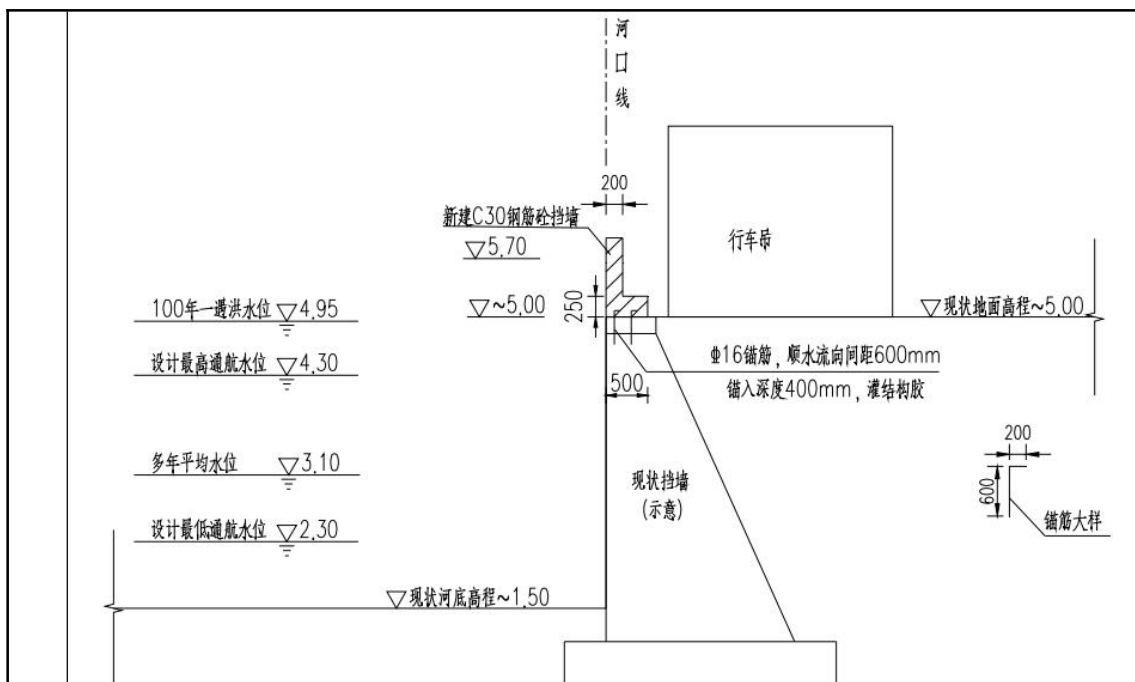 河口线
200
新建C30钢筋砼挡墙
▽5.70
行车吊
100年一遇洪水位 ▽4.95
▽~5.00
250
▽现状地面高程~5.00
设计最高通航水位 ▽4.30
Φ16锚筋，顺水流向间距600mm
500
锚入深度400mm，灌结构胶
200
多年平均水位 ▽3.10
现状挡墙
(示意)
600
锚筋大样
设计最低通航水位 ▽2.30
▽现状河底高程~1.50